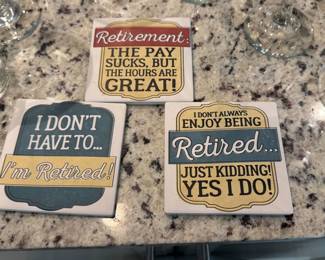 Retirement:
THE PAY
SUCKS, BUT
THE HOURS ARE
GREAT!
I DON'T
HAVE TO...
I'm Retired!
I DON'T ALWAYS
ENJOY BEING
Retired...
JUST KIDDING!
YES I DO!